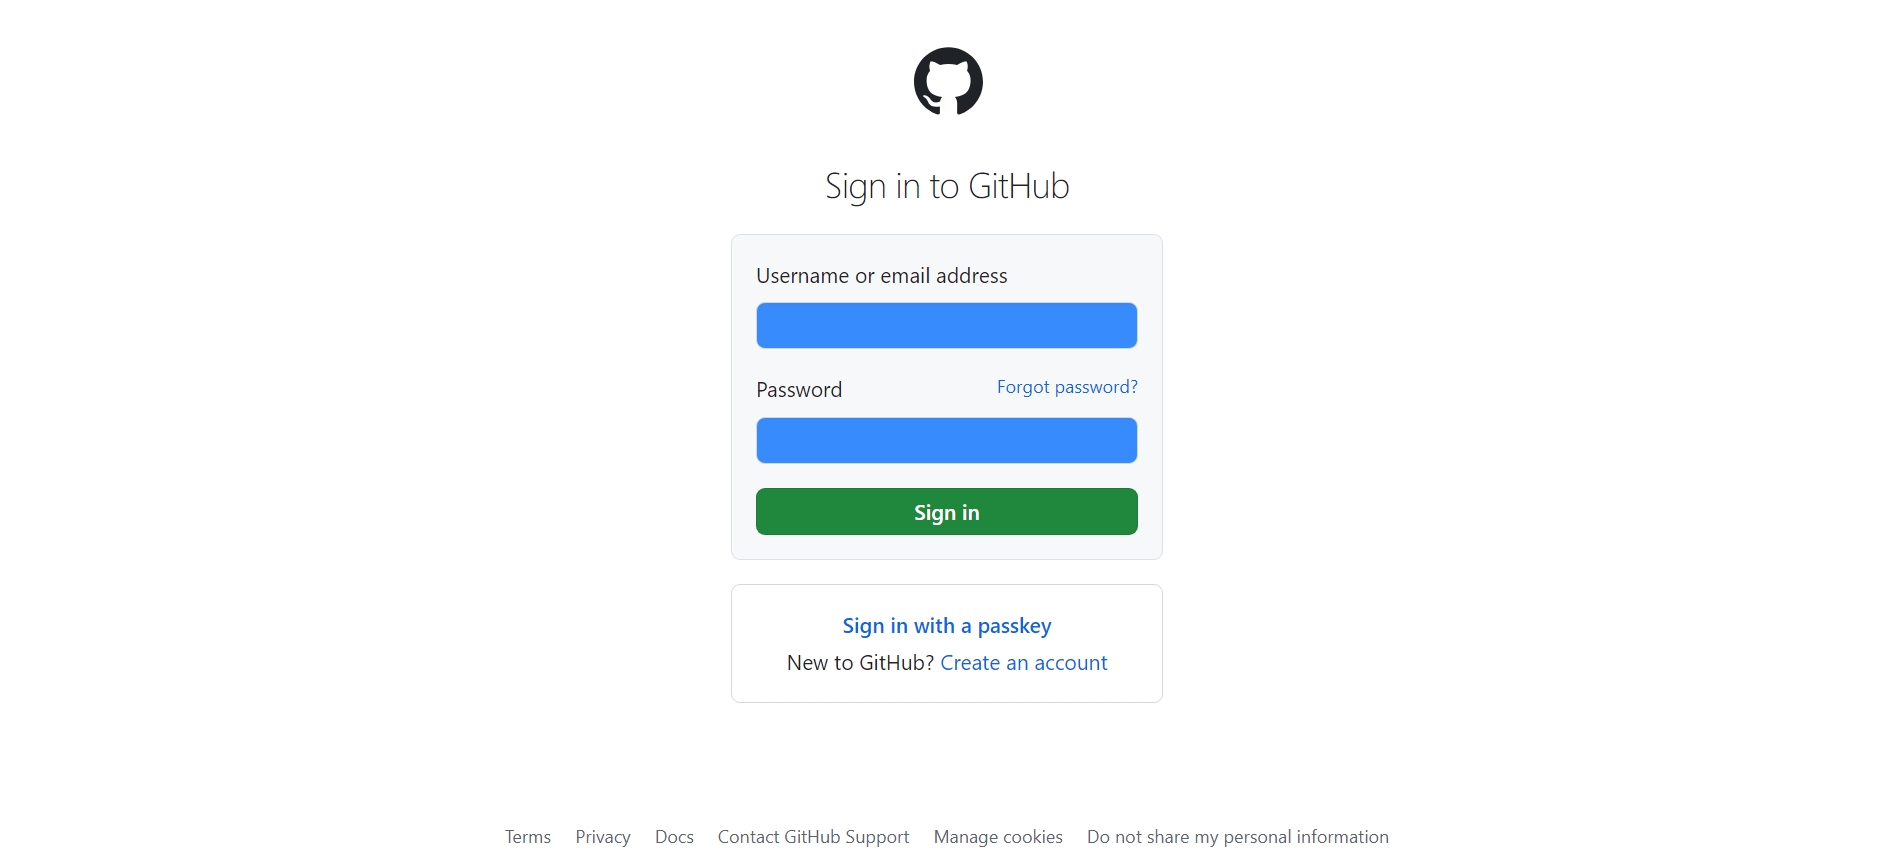 Sign in to GitHub
Username or email address
Password Forgot password?
Sign in
Sign in with a passkey
New to GitHub? Create an account
Terms Privacy Docs Contact GitHub Support Manage cookies Do not share my personal information